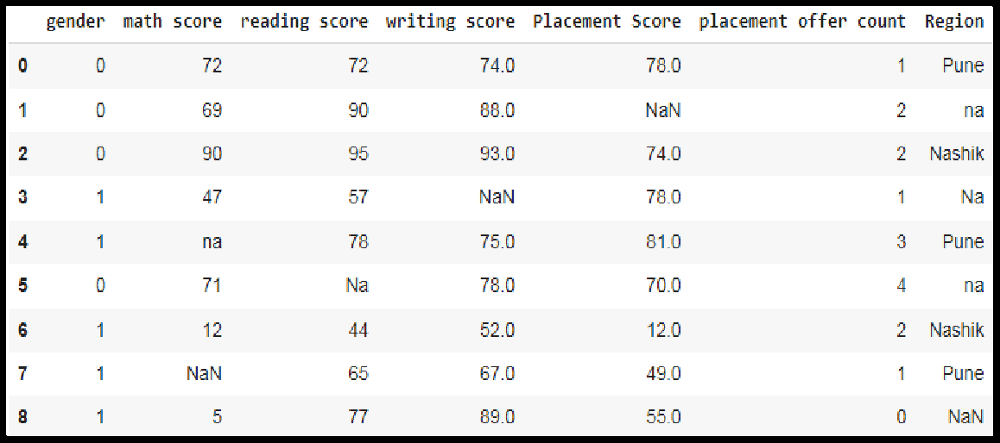 gender math score reading score writing score Placement Score placement offer count Region
0 0 72 72 74.0 78.0 1 Pune
1 0 69 90 88.0 NaN 2 na
2 0 90 95 93.0 74.0 2 Nashik
3 1 47 57 NaN 78.0 1 Na
4 1 na 78 75.0 81.0 3 Pune
5 0 71 Na 78.0 70.0 4 na
6 1 12 44 52.0 12.0 2 Nashik
7 1 NaN 65 67.0 49.0 1 Pune
8 1 5 77 89.0 55.0 0 NaN